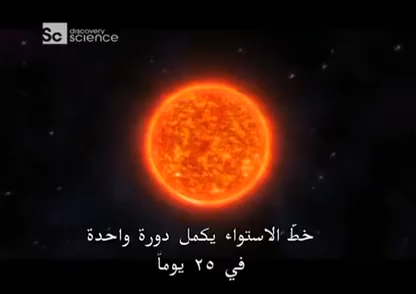 Sc discovery
science
خطّ الاستواء يكمل دورة واحدة
في ٢٥ يوماً